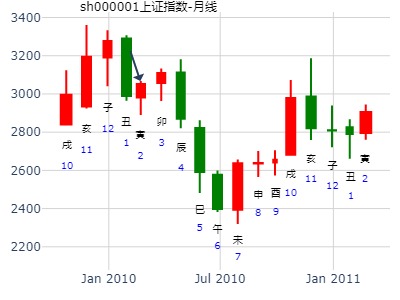 sh000001上证指数-月线
3400
3200
3000
2800
2600
2400
2200
戌
10
亥
11
子
12
丑
1
寅
2
卯
3
辰
4
巳
5
午
6
未
7
申
8
酉
9
戌
10
亥
11
子
12
丑
1
寅
2
Jan 2010
Jul 2010
Jan 2011